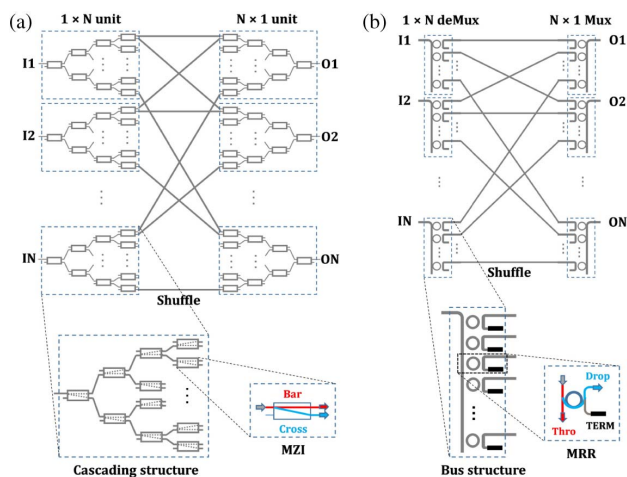 (a)
1 × N unit
N × 1 unit
I1
O1
I2
O2
IN
ON
Shuffle
Cascading structure
Bar
Cross
MZI
(b)
1 × N deMux
N × 1 Mux
I1
O1
I2
O2
IN
ON
Shuffle
Bus structure
Drop
Thro
TERM
MRR